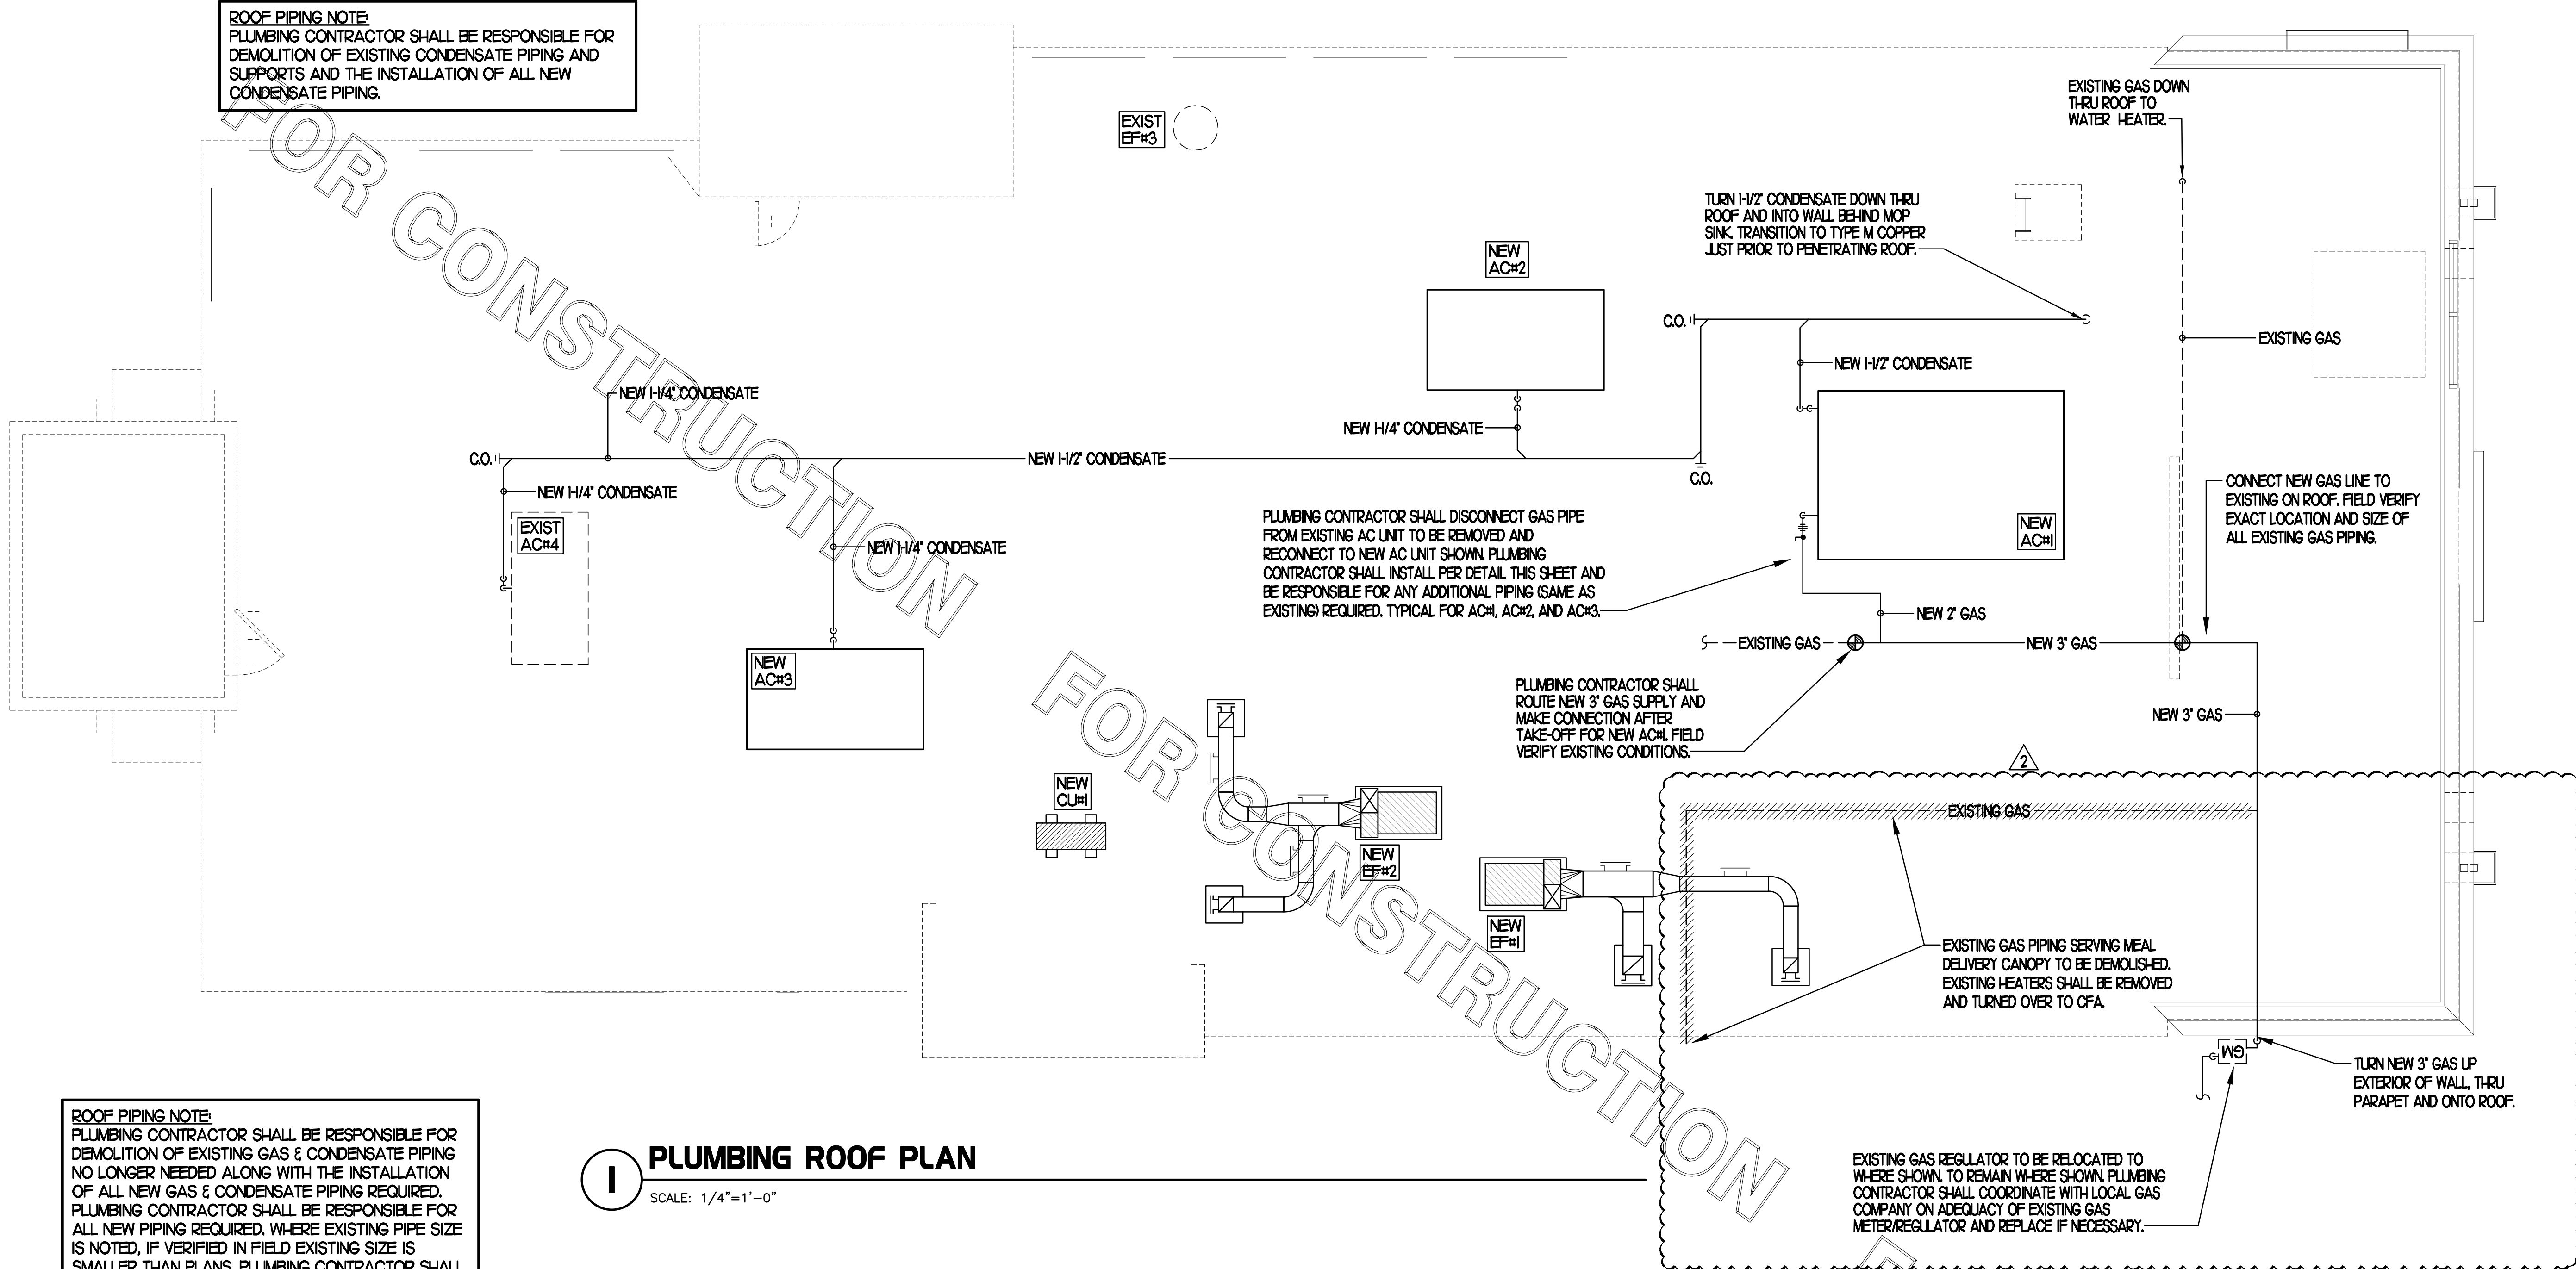 ROOF PIPING NOTE:
PLUMBING CONTRACTOR SHALL BE RESPONSIBLE FOR
DEMOLITION OF EXISTING CONDENSATE PIPING AND
SUPPORTS AND THE INSTALLATION OF ALL NEW
CONDENSATE PIPING.
FOR CONSTRUCTION
EXIST
EF#3
EXISTING GAS DOWN
THRU ROOF TO
WATER HEATER.
TURN 1-1/2" CONDENSATE DOWN THRU
ROOF AND INTO WALL BEHIND MOP
SINK. TRANSITION TO TYPE M COPPER
JUST PRIOR TO PENETRATING ROOF.
NEW
AC#2
C.O.
EXISTING GAS
NEW 1-1/2" CONDENSATE
NEW 1-1/4" CONDENSATE
NEW 1-1/4" CONDENSATE
C.O.
NEW 1-1/2" CONDENSATE
C.O.
NEW 1-1/4" CONDENSATE
EXIST
AC#4
NEW 1-1/4" CONDENSATE
PLUMBING CONTRACTOR SHALL DISCONNECT GAS PIPE
FROM EXISTING AC UNIT TO BE REMOVED AND
RECONNECT TO NEW AC UNIT SHOWN. PLUMBING
CONTRACTOR SHALL INSTALL PER DETAIL THIS SHEET AND
BE RESPONSIBLE FOR ANY ADDITIONAL PIPING (SAME AS
EXISTING) REQUIRED. TYPICAL FOR AC#1, AC#2, AND AC#3.
NEW
AC#1
CONNECT NEW GAS LINE TO
EXISTING ON ROOF. FIELD VERIFY
EXACT LOCATION AND SIZE OF
ALL EXISTING GAS PIPING.
NEW 2" GAS
EXISTING GAS
NEW 3" GAS
NEW
AC#3
PLUMBING CONTRACTOR SHALL
ROUTE NEW 3" GAS SUPPLY AND
MAKE CONNECTION AFTER
TAKE-OFF FOR NEW AC#1. FIELD
VERIFY EXISTING CONDITIONS.
NEW 3" GAS
2
FOR CONSTRUCTION
NEW
CU#1
EXISTING GAS
NEW
EF#2
NEW
EF#1
EXISTING GAS PIPING SERVING MEAL
DELIVERY CANOPY TO BE DEMOLISHED.
EXISTING HEATERS SHALL BE REMOVED
AND TURNED OVER TO CFA.
GM
TURN NEW 3" GAS UP
EXTERIOR OF WALL, THRU
PARAPET AND ONTO ROOF.
EXISTING GAS REGULATOR TO BE RELOCATED TO
WHERE SHOWN. TO REMAIN WHERE SHOWN. PLUMBING
CONTRACTOR SHALL COORDINATE WITH LOCAL GAS
COMPANY ON ADEQUACY OF EXISTING GAS
METER/REGULATOR AND REPLACE IF NECESSARY.
ROOF PIPING NOTE:
PLUMBING CONTRACTOR SHALL BE RESPONSIBLE FOR
DEMOLITION OF EXISTING GAS & CONDENSATE PIPING
NO LONGER NEEDED ALONG WITH THE INSTALLATION
OF ALL NEW GAS & CONDENSATE PIPING REQUIRED.
PLUMBING CONTRACTOR SHALL BE RESPONSIBLE FOR
ALL NEW PIPING REQUIRED. WHERE EXISTING PIPE SIZE
IS NOTED, IF VERIFIED IN FIELD EXISTING SIZE IS
SMALLER THAN PLANS, PLUMBING CONTRACTOR SHALL
1
PLUMBING ROOF PLAN
SCALE: 1/4"=1'-0"